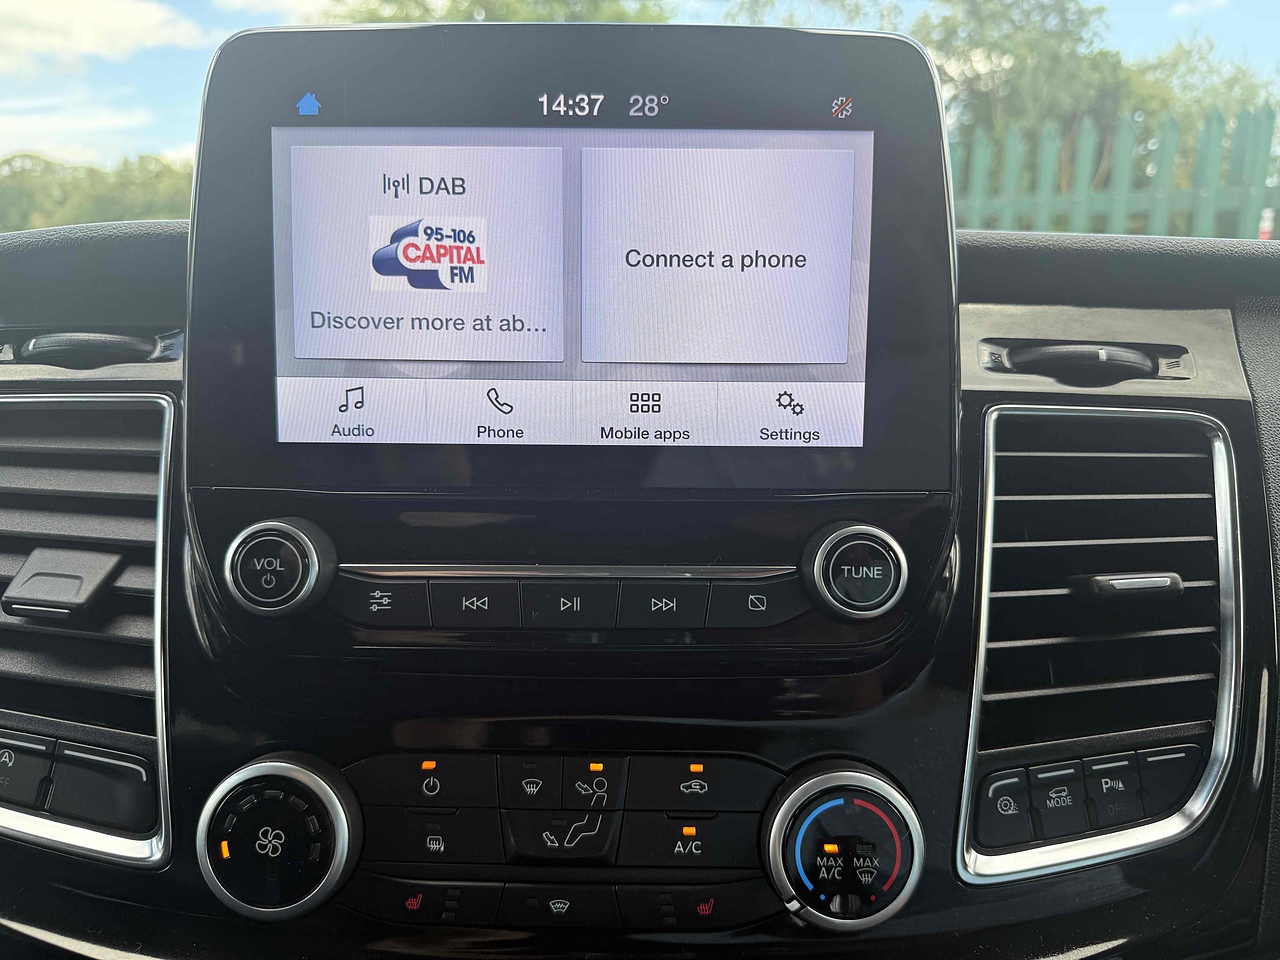 14:37 28°
DAB
95-106
CAPITAL
FM
Discover more at ab...
Connect a phone
Audio
Phone
Mobile apps
Settings
VOL
TUNE
A/C
MAX
A/C
MAX
MODE
P
OFF